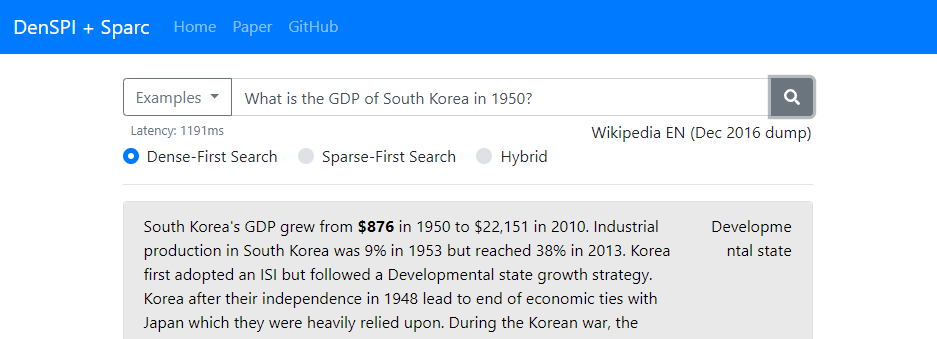 DenSPI + Sparc Home Paper GitHub
Examples What is the GDP of South Korea in 1950?
Latency: 1191ms
Wikipedia EN (Dec 2016 dump)
Dense-First Search Sparse-First Search Hybrid
South Korea's GDP grew from $876 in 1950 to $22,151 in 2010. Industrial
production in South Korea was 9% in 1953 but reached 38% in 2013. Korea
first adopted an ISI but followed a Developmental state growth strategy.
Korea after their independence in 1948 lead to end of economic ties with
Japan which they were heavily relied upon. During the Korean war, the
Developme
ntal state